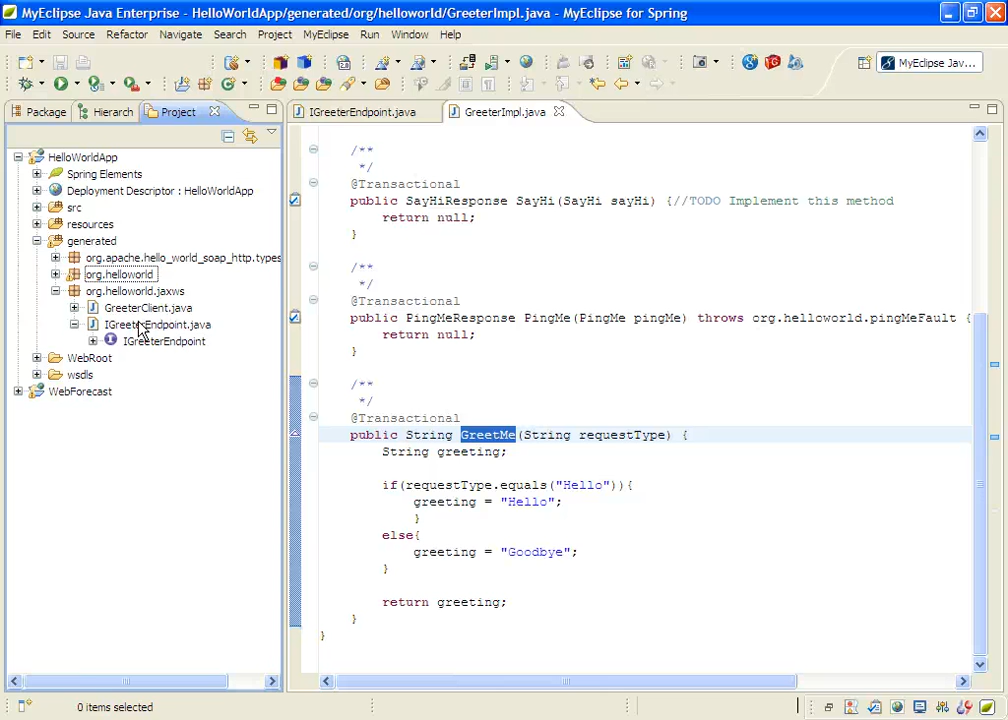 MyEclipse Java Enterprise - HelloWorldApp/generated/org/helloworld/GreeterImpl.java - MyEclipse for Spring
File Edit Source Refactor Navigate Search Project MyEclipse Run Window Help
MyEclipse Jav...
Package Hierarch Project
IGreeterEndpoint.java GreeterImpl.java
HelloWorldApp
Spring Elements
Deployment Descriptor : HelloWorldApp
src
resources
generated
org.apache.hello_world_soap_http.types
org.helloworld
org.helloworld.jaxws
GreeterClient.java
IGreeterEndpoint.java
IGreeterEndpoint
WebRoot
wsdls
WebForecast
/**
*/
@Transactional
public SayHiResponse SayHi(SayHi sayHi) {//TODO Implement this method
return null;
}
/**
*/
@Transactional
public PingMeResponse PingMe(PingMe pingMe) throws org.helloworld.pingMeFault {
return null;
}
/**
*/
@Transactional
public String GreetMe(String requestType) {
String greeting;
if(requestType.equals("Hello")){
greeting = "Hello";
}
else{
greeting = "Goodbye";
}
return greeting;
}
}
0 items selected